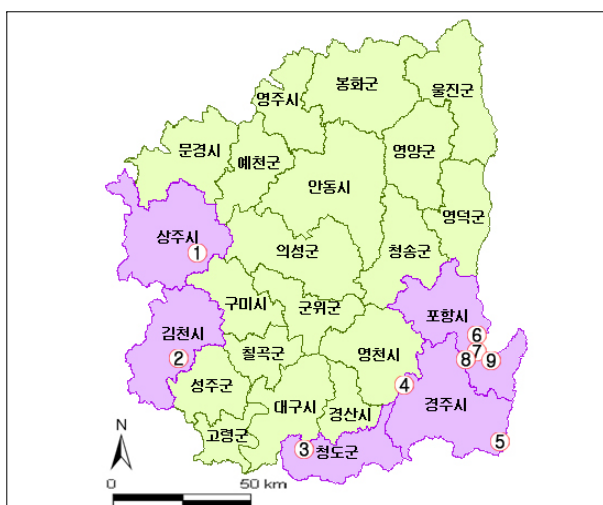 봉화군
울진군
영주시
문경시
예천군
영양군
안동시
영덕군
상주시
1
의성군
청송군
구미시
군위군
포항시
김천시
2
칠곡군
영천시
6
7
8
9
성주군
4
대구시
경산시
경주시
고령군
3
청도군
5
0
50 km